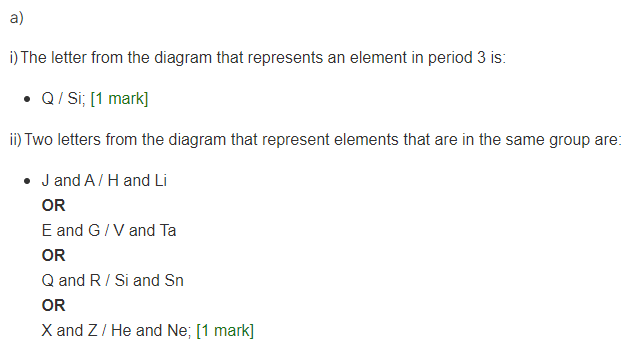 a)
i) The letter from the diagram that represents an element in period 3 is:
• Q / Si; [1 mark]
ii) Two letters from the diagram that represent elements that are in the same group are:
• J and A / H and Li
OR
E and G / V and Ta
OR
Q and R / Si and Sn
OR
X and Z / He and Ne; [1 mark]